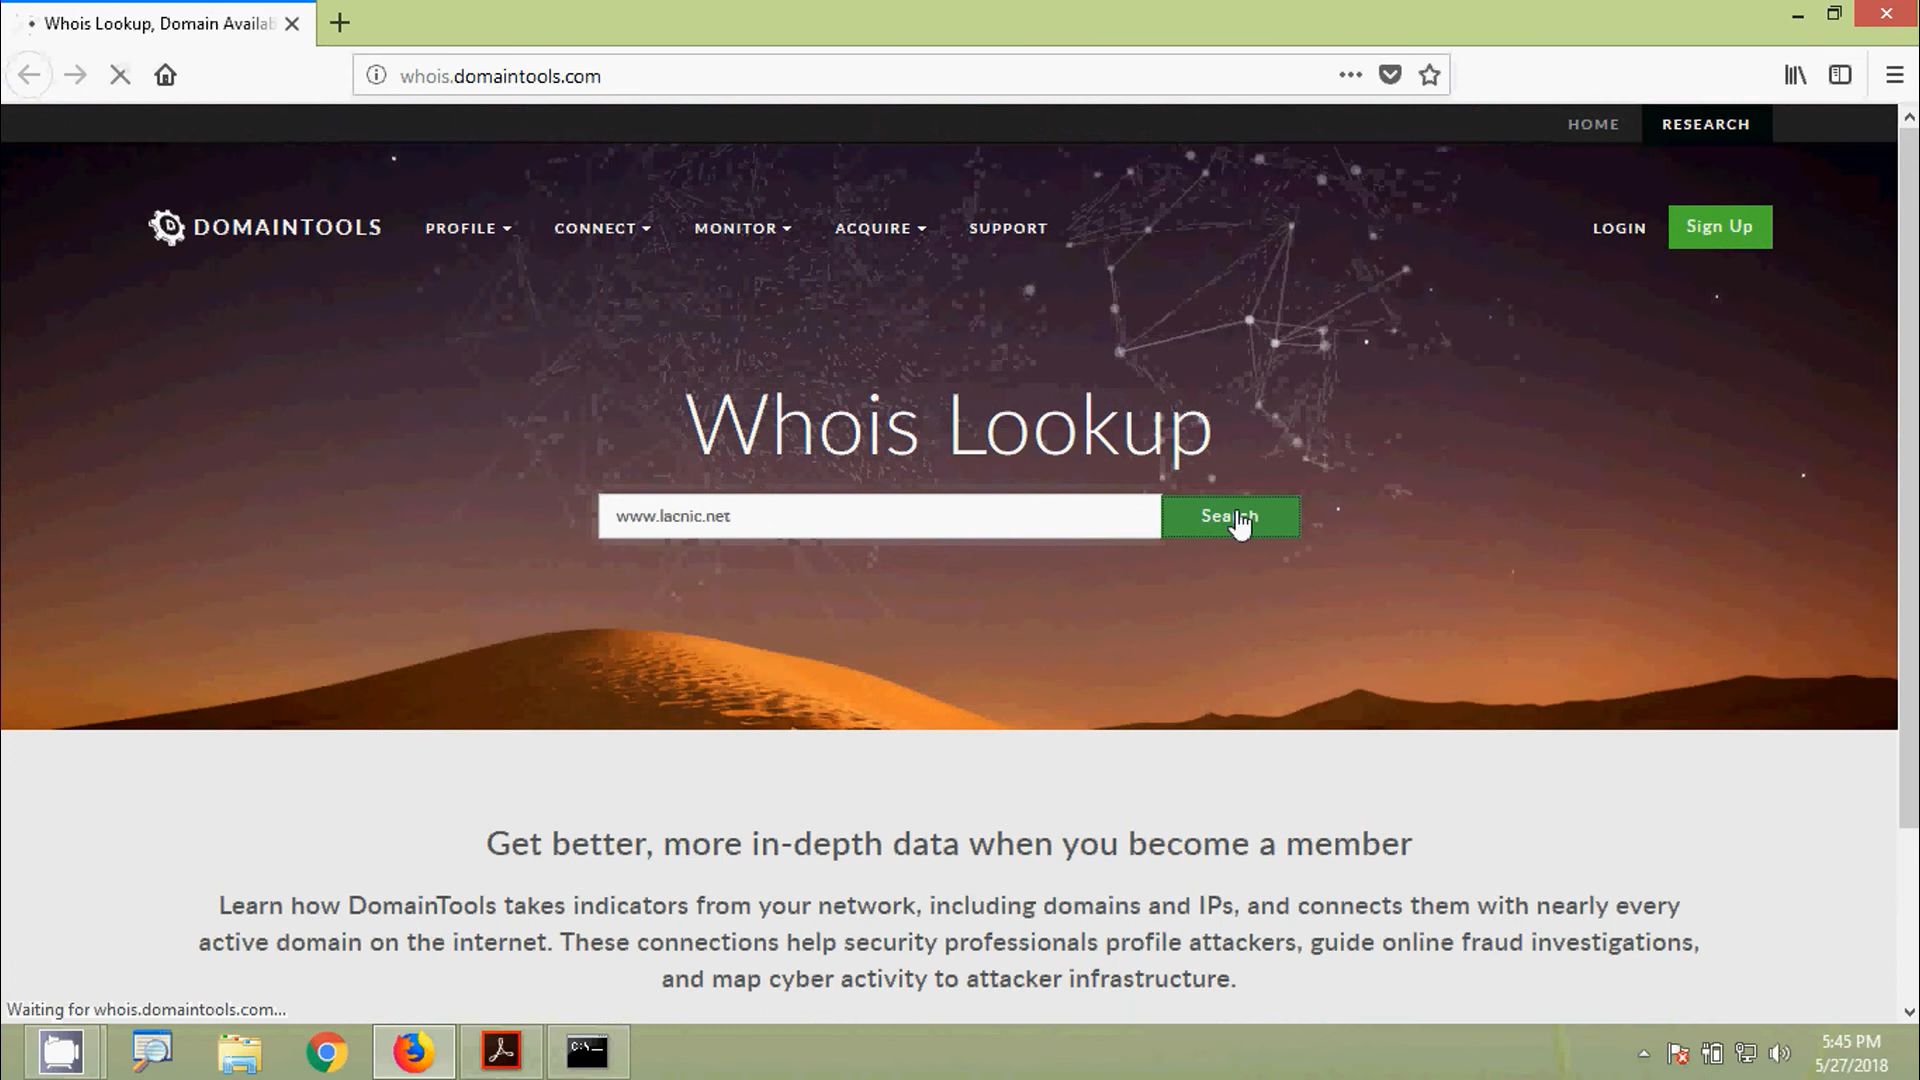 Whois Lookup, Domain Availab
whois.domaintools.com
HOME
RESEARCH
DOMAINTOOLS
PROFILE
CONNECT
MONITOR
ACQUIRE
SUPPORT
LOGIN
Sign Up
Whois Lookup
www.lacnic.net
Search
Get better, more in-depth data when you become a member
Learn how DomainTools takes indicators from your network, including domains and IPs, and connects them with nearly every
active domain on the internet. These connections help security professionals profile attackers, guide online fraud investigations,
and map cyber activity to attacker infrastructure.
Waiting for whois.domaintools.com...
C:\_
5:45 PM
5/27/2018